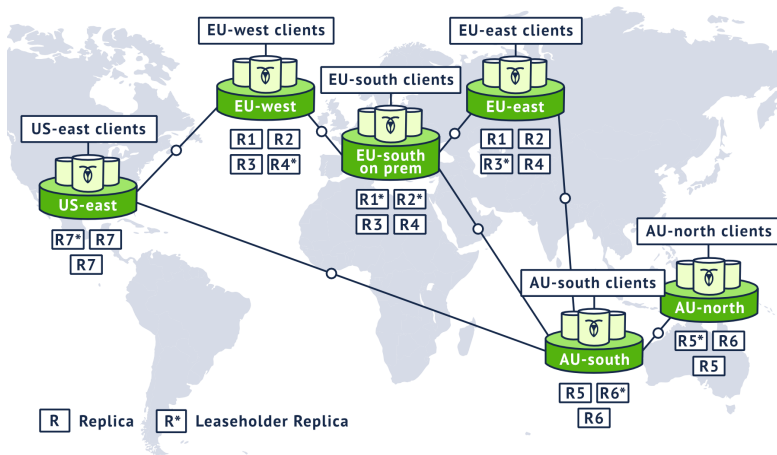 EU-west clients
EU-east clients
EU-south clients
US-east clients
EU-west
EU-east
R1 R2
R3 R4*
R1 R2
R3* R4
EU-south
on prem
R1* R2*
R3 R4
US-east
R7* R7
R7
AU-north clients
AU-south clients
AU-north
R5* R6
R5
AU-south
R5 R6*
R6
R Replica R* Leaseholder Replica